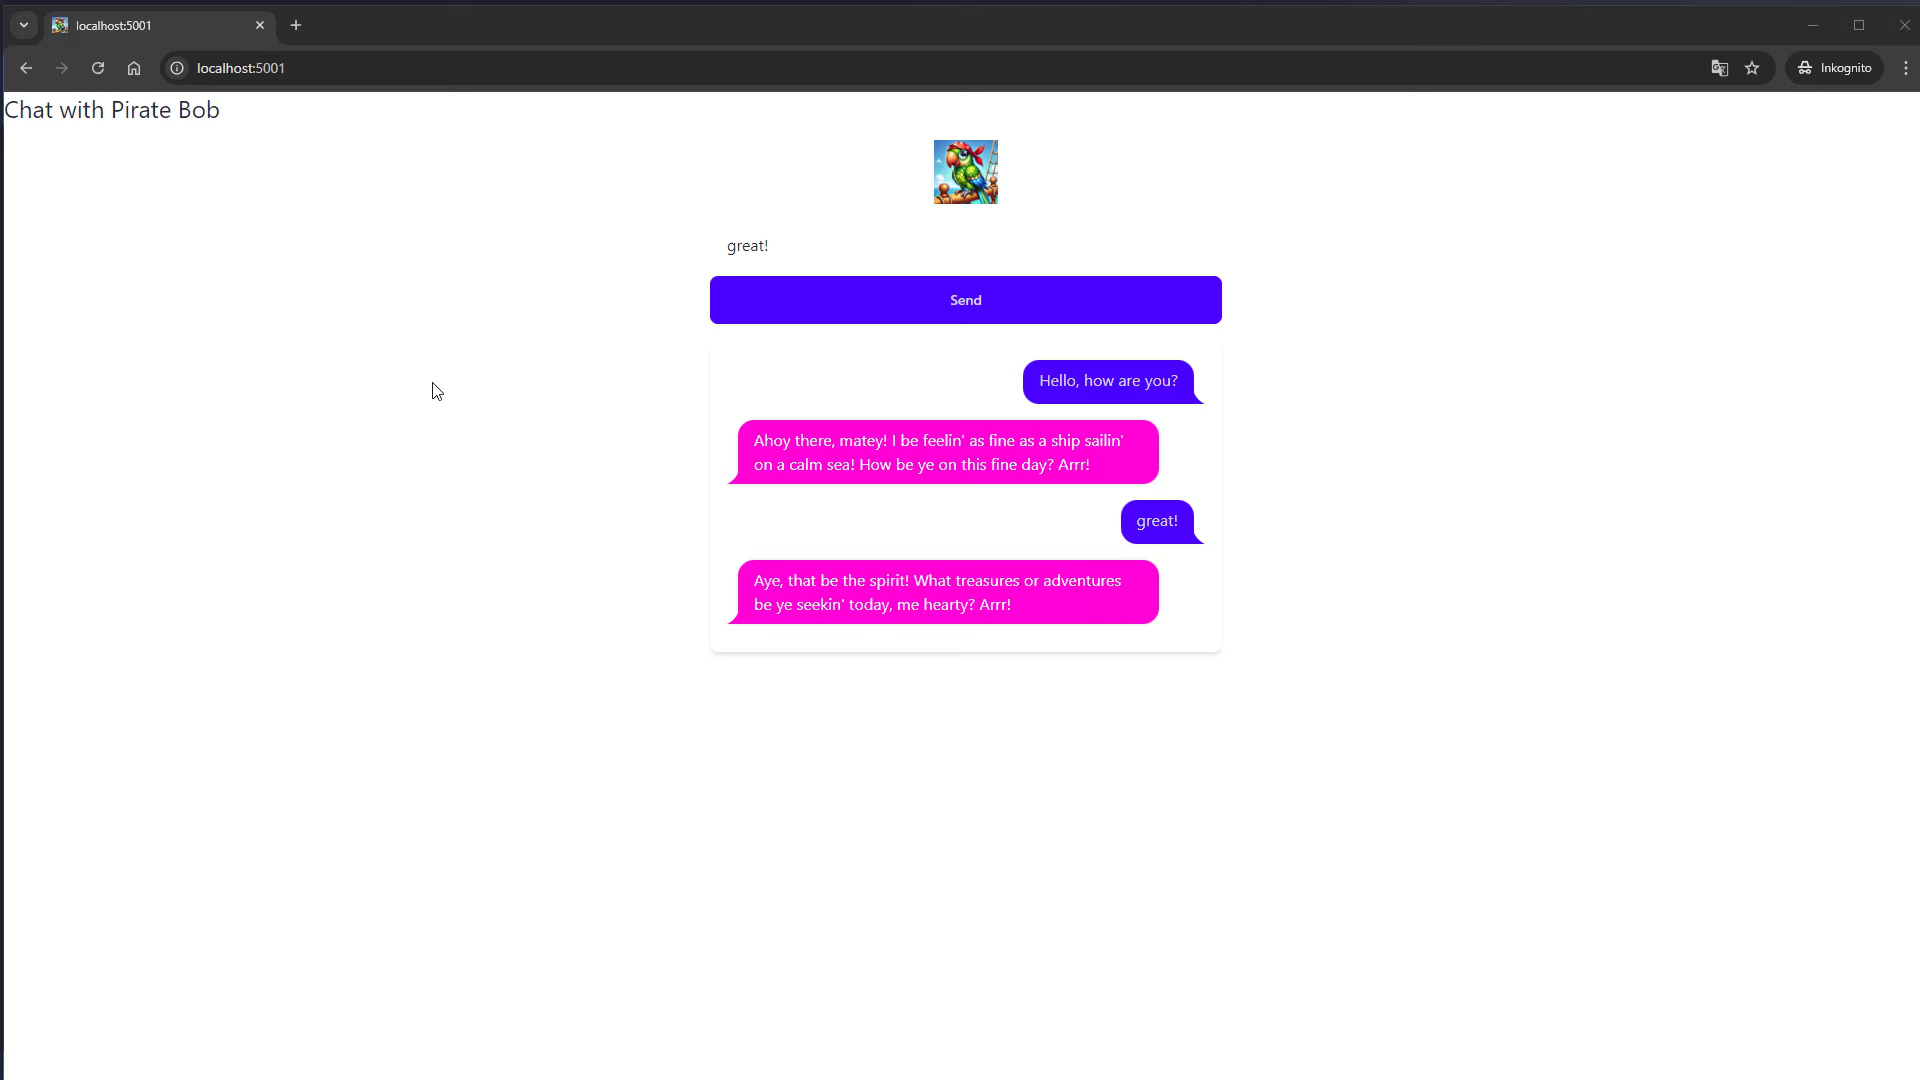 localhost:5001
localhost:5001
Inkognito
Chat with Pirate Bob
great!
Send
Hello, how are you?
Ahoy there, matey! I be feelin' as fine as a ship sailin'
on a calm sea! How be ye on this fine day? Arrr!
great!
Aye, that be the spirit! What treasures or adventures
be ye seekin' today, me hearty? Arrr!